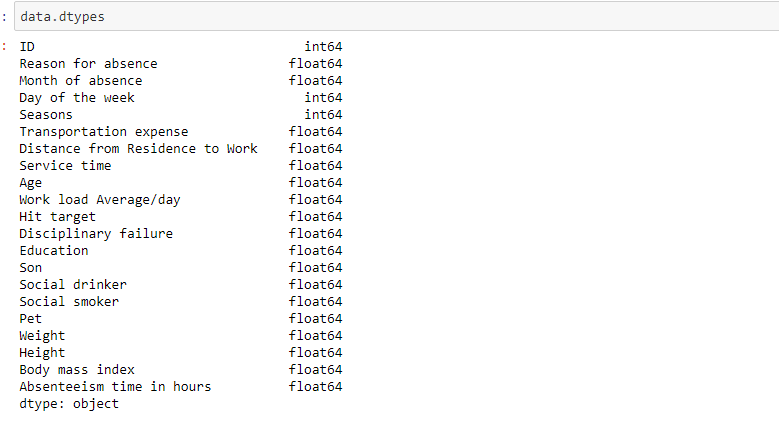 : data.dtypes
: ID int64
Reason for absence float64
Month of absence float64
Day of the week int64
Seasons int64
Transportation expense float64
Distance from Residence to Work float64
Service time float64
Age float64
Work load Average/day float64
Hit target float64
Disciplinary failure float64
Education float64
Son float64
Social drinker float64
Social smoker float64
Pet float64
Weight float64
Height float64
Body mass index float64
Absenteeism time in hours float64
dtype: object